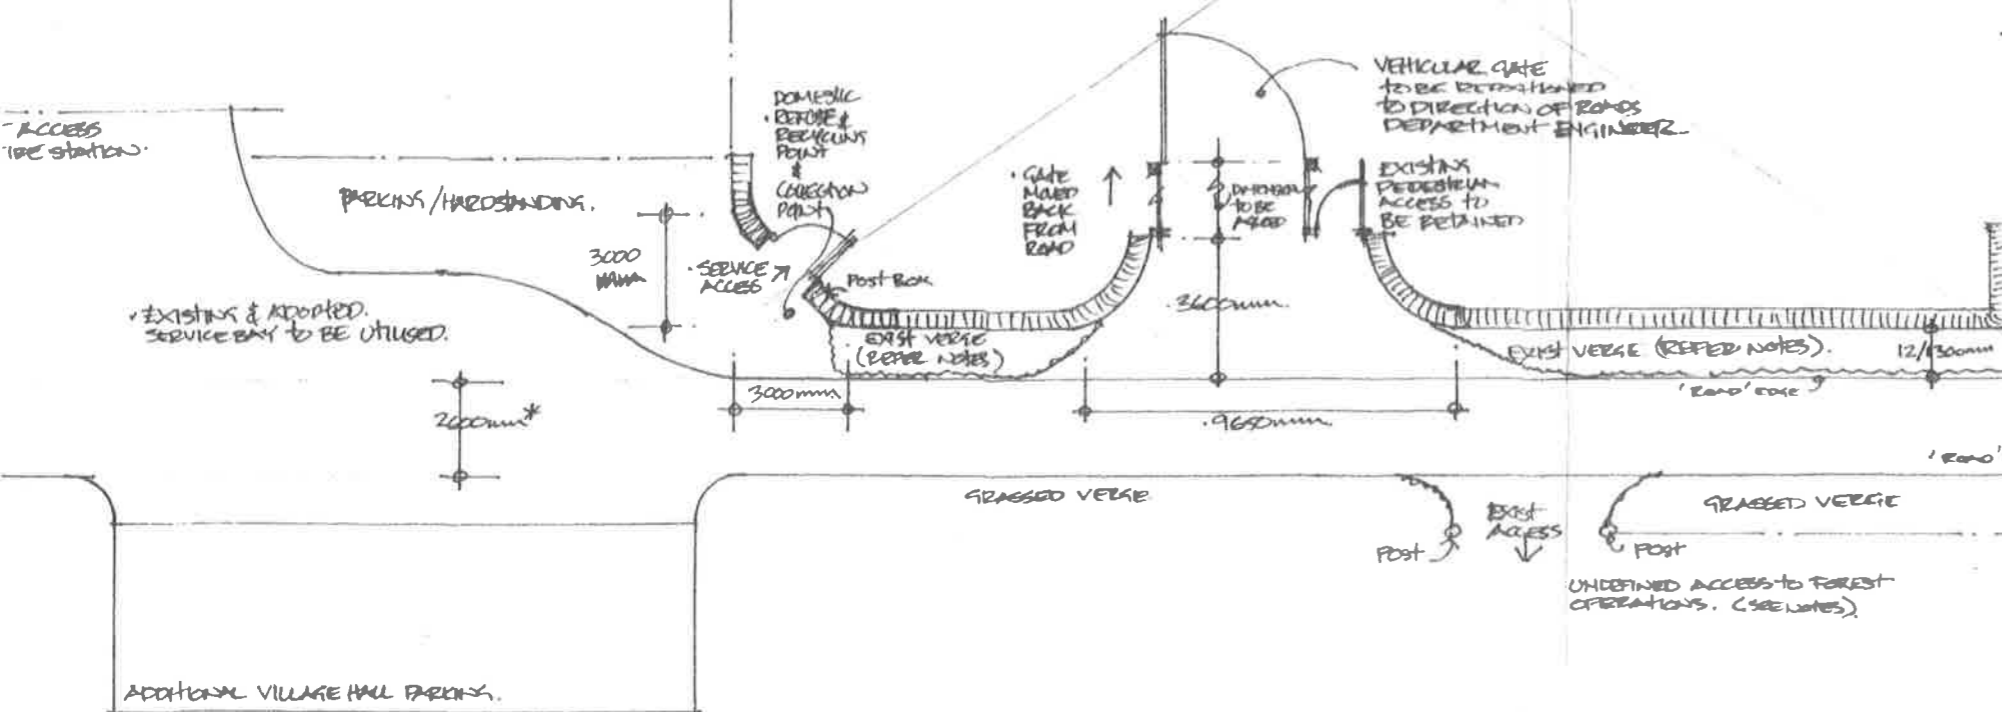 ACCESS
STATION.
PARKING/HARDSTANDING.
3000
mm
• EXISTING & ADOPTED.
SERVICE BAY TO BE UTILISED.
2600mm*
DOMESTIC
• REFUSE &
RECYCLING
POINT
&
COLLECTION
POINT
• SERVICE
ACCESS
POST BOX
EXIST VERGE
(REFER NOTES)
3000mm
• GATE
MOVED
BACK
FROM
ROAD
VEHICULAR GATE
TO BE REPOSITIONED
TO DIRECTION OF ROADS
DEPARTMENT ENGINEER.
DIMENSION
TO BE
AGREED
EXISTING
PEDESTRIAN
ACCESS TO
BE RETAINED
.3600mm.
.9650mm.
EXIST VERGE (REFER NOTES).
12/1300mm
'ROAD' EDGE
'ROAD'
GRASSED VERGE
GRASSED VERGE
EXIST
ACCESS
POST
POST
UNDEFINED ACCESS TO FOREST
OPERATIONS. (SEE NOTES).
ADDITIONAL VILLAGE HALL PARKING.